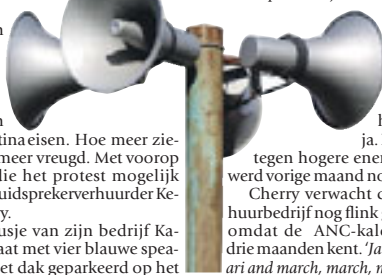 tina eisen. Hoe meer zie-
meer vreugd. Met voorop
die het protest mogelijk
uidsprekerverhuurder Ke-
y.
usje van zijn bedrijf Ka-
aat met vier blauwe spea-
et dak geparkeerd op het
ja.
tegen hogere ener
werd vorige maand no
Cherry verwacht d
huurbedrijf nog flink
omdat de ANC-kale
drie maanden kent. ‘Ja
ari and march, march, m